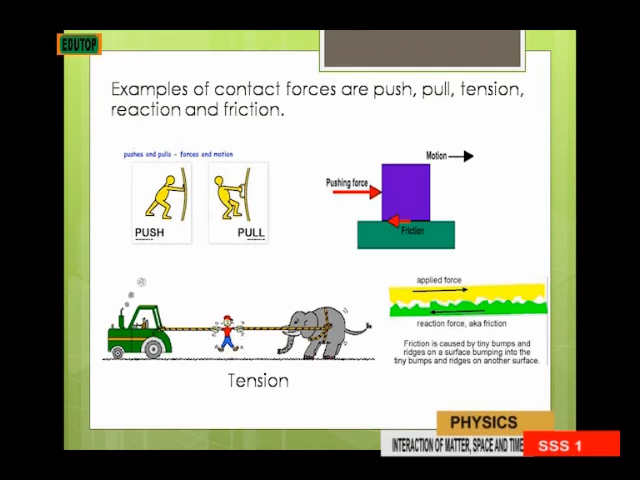 EDUTOP
Examples of contact forces are push, pull, tension,
reaction and friction.
pushes and pulls - forces and motion
PUSH
PULL
Motion
Pushing force
Friction
applied force
reaction force, aka friction
Friction is caused by tiny bumps and
ridges on a surface bumping into the
tiny bumps and ridges on another surface.
Tension
PHYSICS
INTERACTION OF MATTER, SPACE AND TIME
SSS 1